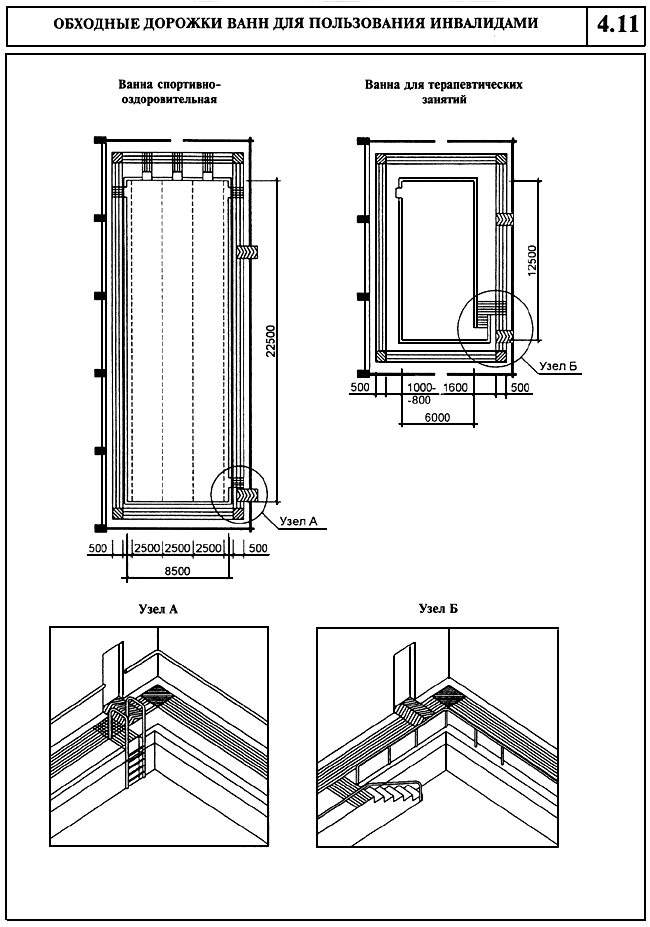 ОБХОДНЫЕ ДОРОЖКИ ВАНН ДЛЯ ПОЛЬЗОВАНИЯ ИНВАЛИДАМИ
4.11
Ванна спортивно-
оздоровительная
Ванна для терапевтических
занятий
22500
12500
Узел А
Узел Б
500 2500 2500 2500 500
8500
500 1000- 1600 500
-800
6000
Узел А
Узел Б